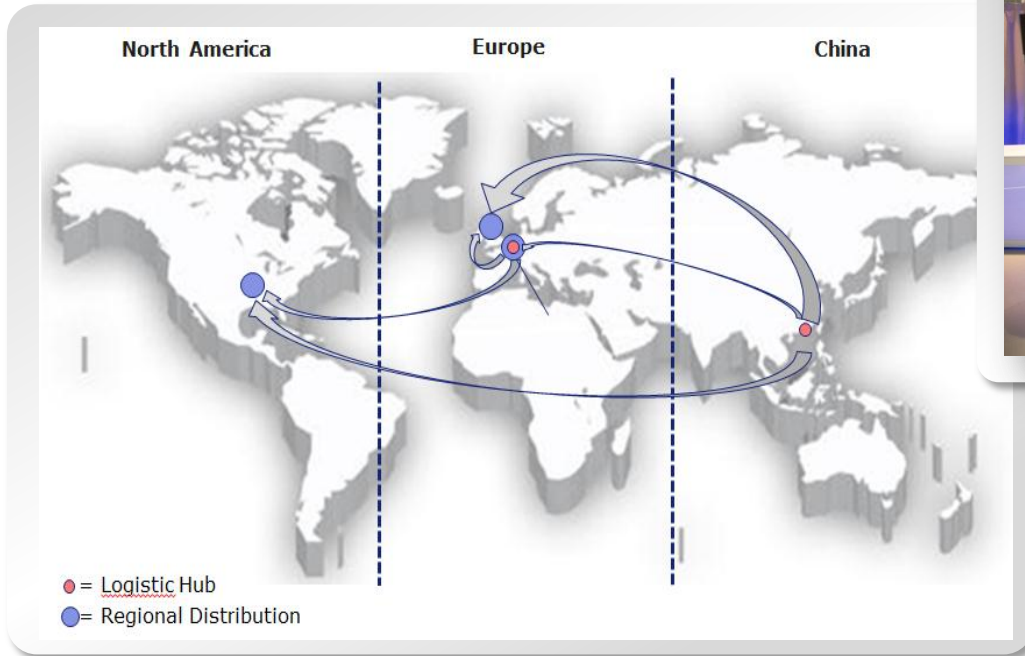 North America
Europe
China
= Logistic Hub
= Regional Distribution